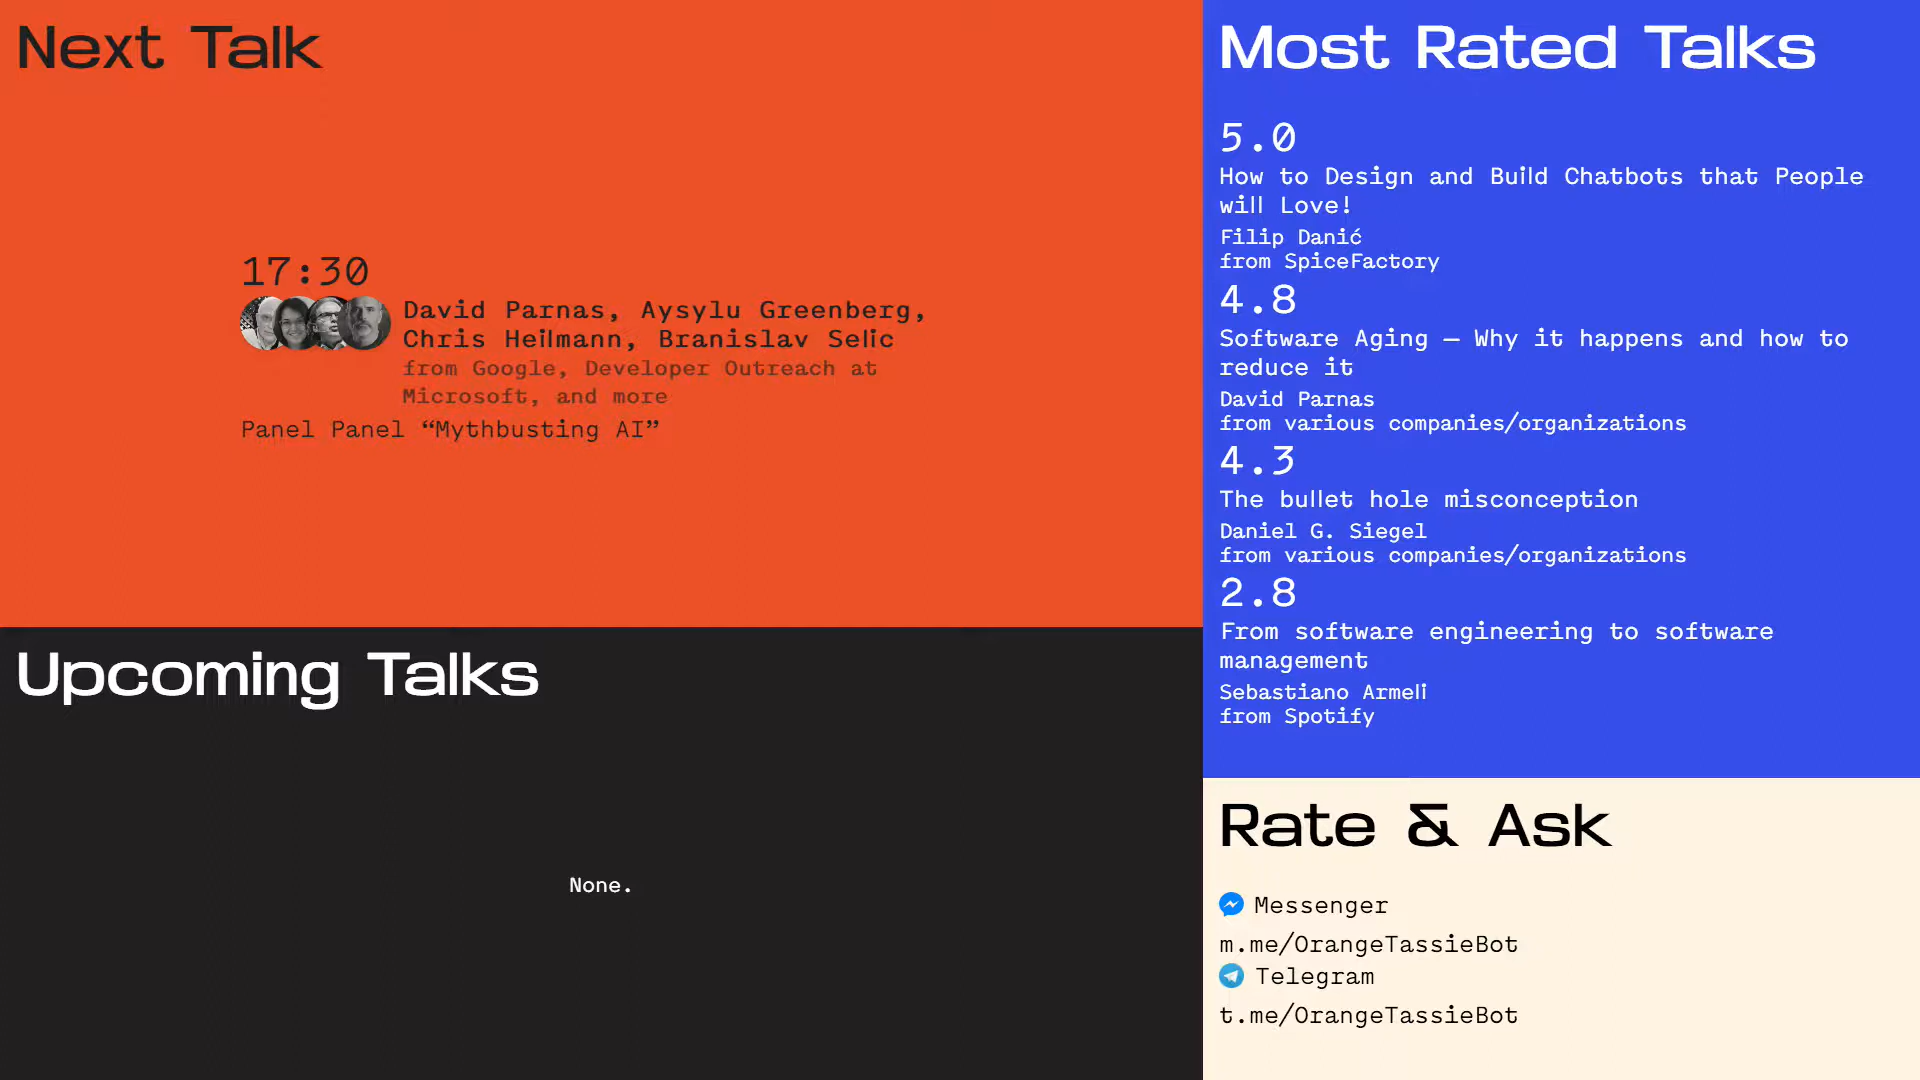 Next Talk
17:30
David Parnas, Aysylu Greenberg,
Chris Heilmann, Branislav Selic
from Google, Developer Outreach at
Microsoft, and more
Panel Panel “Mythbusting AI”
Upcoming Talks
None.
Most Rated Talks
5.0
How to Design and Build Chatbots that People
will Love!
Filip Danić
from SpiceFactory
4.8
Software Aging – Why it happens and how to
reduce it
David Parnas
from various companies/organizations
4.3
The bullet hole misconception
Daniel G. Siegel
from various companies/organizations
2.8
From software engineering to software
management
Sebastiano Armeli
from Spotify
Rate & Ask
Messenger
m.me/OrangeTassieBot
Telegram
t.me/OrangeTassieBot